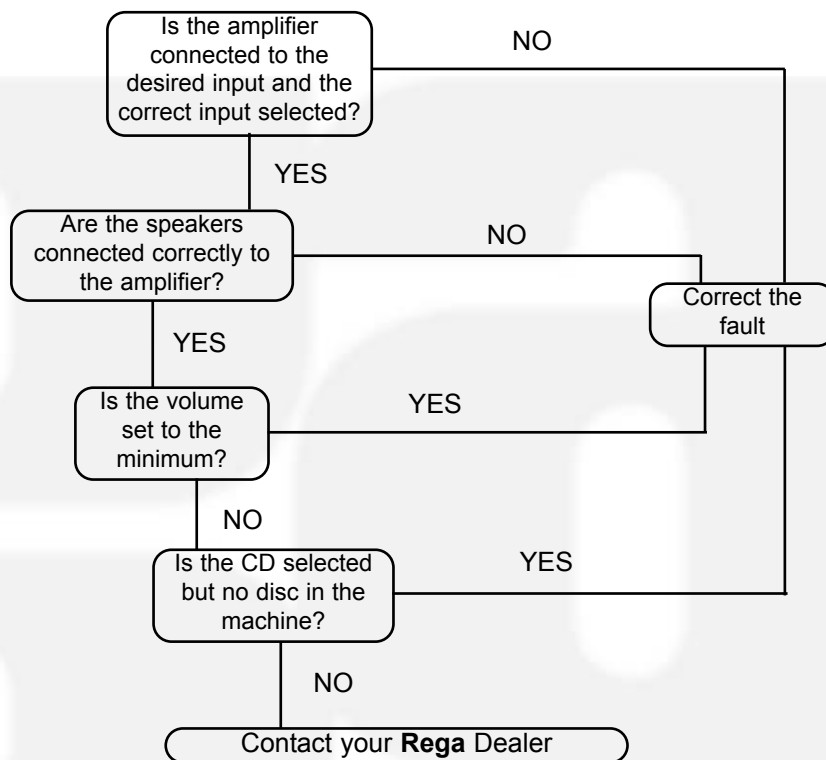 Is the amplifier
connected to the
desired input and the
correct input selected?
NO
YES
Are the speakers
connected correctly to
the amplifier?
NO
Correct the
fault
YES
Is the volume
set to the
minimum?
YES
NO
Is the CD selected
but no disc in the
machine?
YES
NO
Contact your Rega Dealer